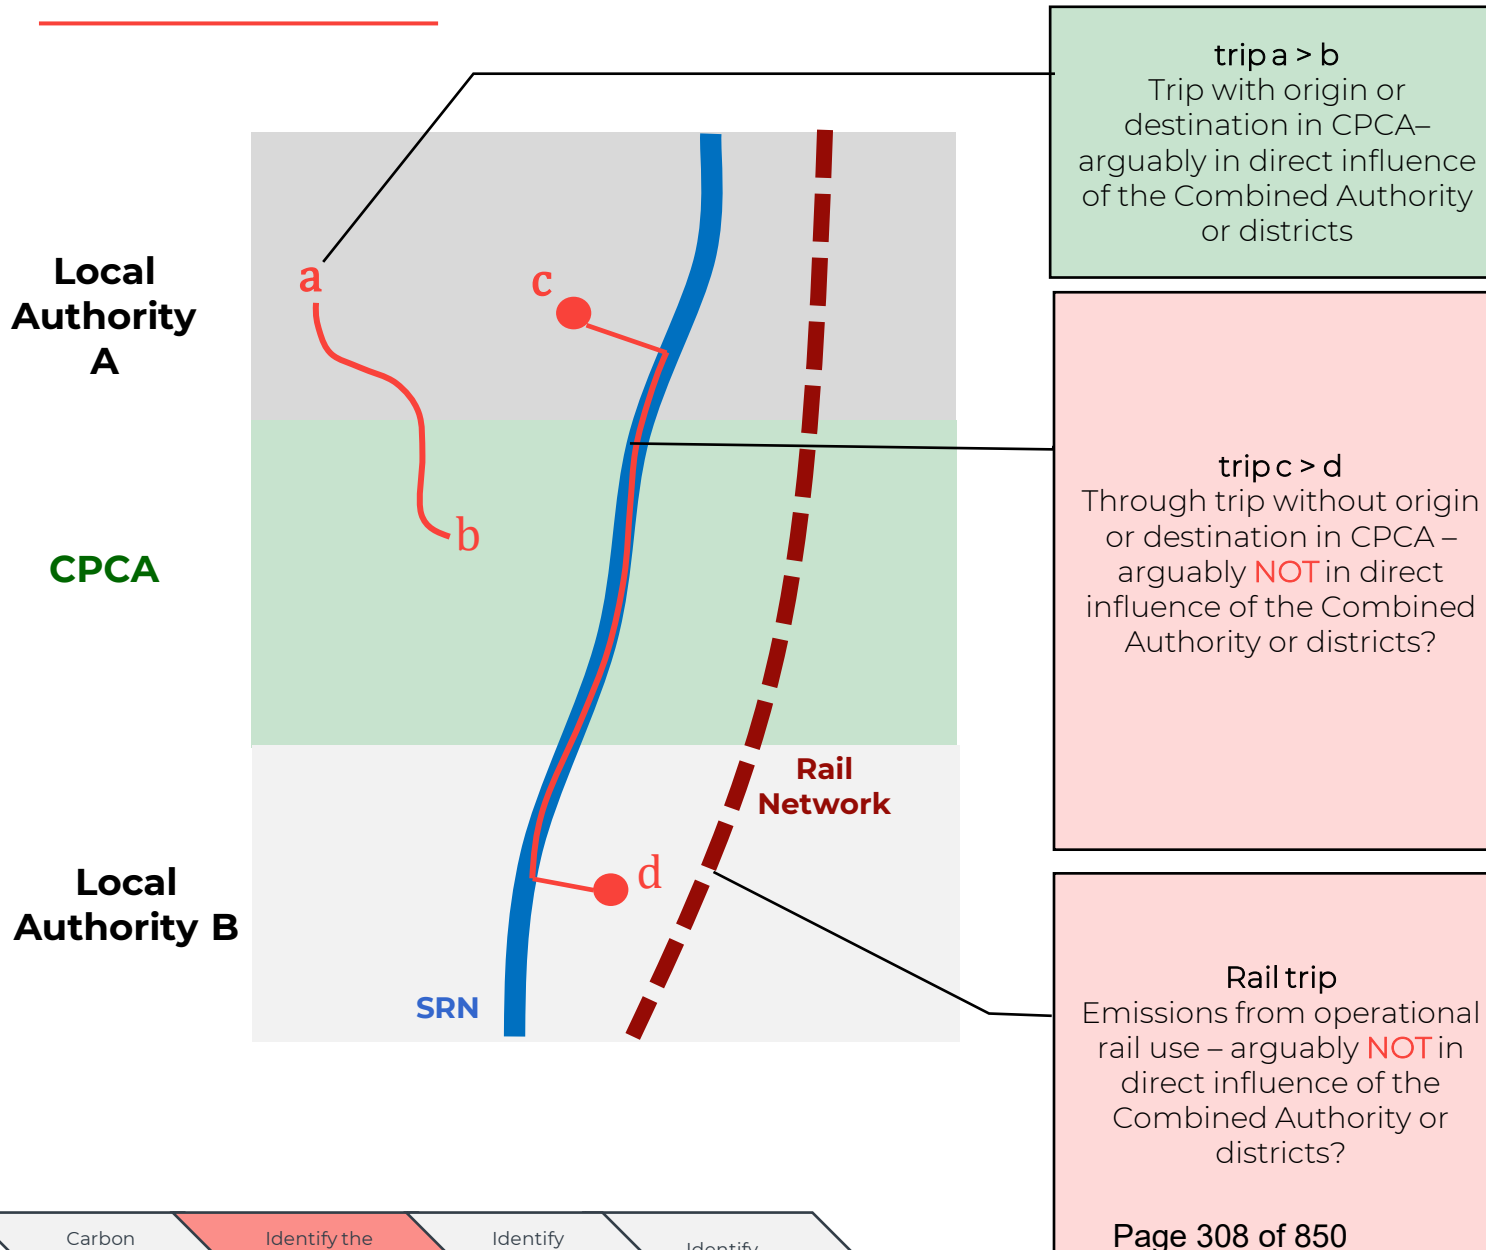 trip a > b
Trip with origin or
destination in CPCA–
arguably in direct influence
of the Combined Authority
or districts
Local
Authority
A
a
c
trip c > d
Through trip without origin
or destination in CPCA –
arguably NOT in direct
influence of the Combined
Authority or districts?
CPCA
b
Rail
Network
Local
Authority B
d
SRN
Rail trip
Emissions from operational
rail use – arguably NOT in
direct influence of the
Combined Authority or
districts?
Carbon
Identify the
Identify
Identify
Page 308 of 850